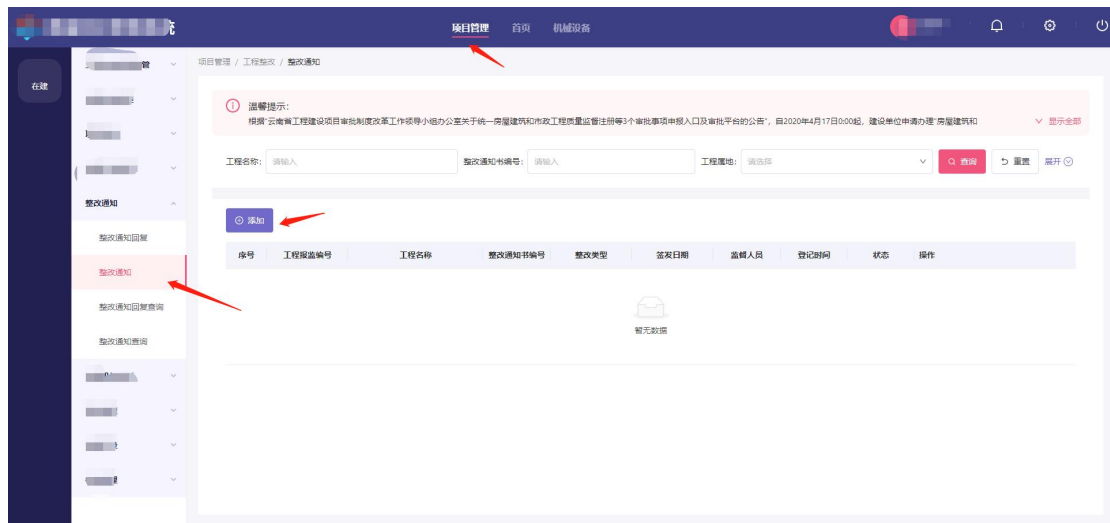 统
项目管理 首页 机械设备
在建
管
项目管理 / 工程整改 / 整改通知
温馨提示:
根据"云南省工程建设项目审批制度改革工作领导小组办公室关于统一房屋建筑和市政工程质量监督注册等3个审批事项申报入口及审批平台的公告"，自2020年4月17日0:00起，建设单位申请办理"房屋建筑和 显示全部
工程名称: 请输入 整改通知书编号: 请输入 工程属地: 请选择 查询 重置 展开
整改通知
整改通知回复
整改通知
整改通知回复查询
整改通知查询
添加
序号 工程报监编号 工程名称 整改通知书编号 整改类型 签发日期 监督人员 登记时间 状态 操作
暂无数据